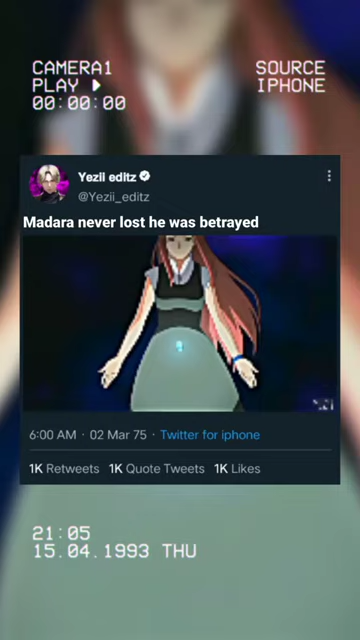 CAMERA1
PLAY
00:00:00
SOURCE
IPHONE
Yezii editz
@Yezii_editz
Madara never lost he was betrayed
6:00 AM · 02 Mar 75 · Twitter for iphone
1K Retweets 1K Quote Tweets 1K Likes
21:05
15.04.1993 THU